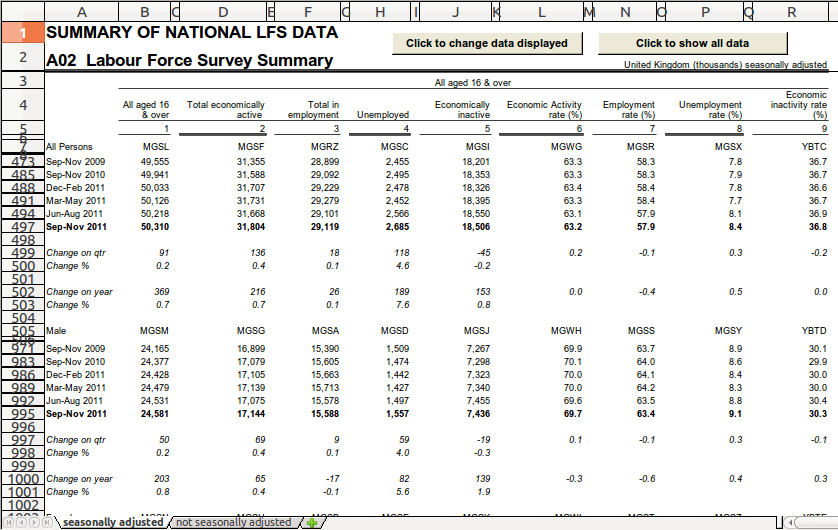 A B C D E F G H I J K L M N O P Q R
1 SUMMARY OF NATIONAL LFS DATA
Click to change data displayed Click to show all data
2 A02 Labour Force Survey Summary United Kingdom (thousands) seasonally adjusted
3 All aged 16 & over
4 All aged 16 & over Total economically active Total in employment Unemployed Economically inactive Economic Activity rate (%) Employment rate (%) Unemployment rate (%) Economic inactivity rate (%)
5 1 2 3 4 5 6 7 8 9
7 All Persons MGSL MGSF MGRZ MGSC MGSI MGWG MGSR MGSX YBTC
473 Sep-Nov 2009 49,555 31,355 28,899 2,455 18,201 63.3 58.3 7.8 36.7
485 Sep-Nov 2010 49,941 31,588 29,092 2,495 18,353 63.3 58.3 7.9 36.7
488 Dec-Feb 2011 50,033 31,707 29,229 2,478 18,326 63.4 58.4 7.8 36.6
491 Mar-May 2011 50,126 31,731 29,279 2,452 18,395 63.3 58.4 7.7 36.7
494 Jun-Aug 2011 50,218 31,668 29,101 2,566 18,550 63.1 57.9 8.1 36.9
497 Sep-Nov 2011 50,310 31,804 29,119 2,685 18,506 63.2 57.9 8.4 36.8
498
499 Change on qtr 91 136 18 118 -45 0.2 -0.1 0.3 -0.2
500 Change % 0.2 0.4 0.1 4.6 -0.2
501
502 Change on year 369 216 26 189 153 0.0 -0.4 0.5 0.0
503 Change % 0.7 0.7 0.1 7.6 0.8
504
505 Male MGSM MGSG MGSA MGSD MGSJ MGWH MGSS MGSY YBTD
971 Sep-Nov 2009 24,165 16,899 15,390 1,509 7,267 69.9 63.7 8.9 30.1
983 Sep-Nov 2010 24,377 17,079 15,605 1,474 7,298 70.1 64.0 8.6 29.9
986 Dec-Feb 2011 24,428 17,105 15,663 1,442 7,323 70.0 64.1 8.4 30.0
989 Mar-May 2011 24,479 17,139 15,713 1,427 7,340 70.0 64.2 8.3 30.0
992 Jun-Aug 2011 24,531 17,075 15,578 1,497 7,455 69.6 63.5 8.8 30.4
995 Sep-Nov 2011 24,581 17,144 15,588 1,557 7,436 69.7 63.4 9.1 30.3
996
997 Change on qtr 50 69 9 59 -19 0.1 -0.1 0.3 -0.1
998 Change % 0.2 0.4 0.1 4.0 -0.3
999
1000 Change on year 203 65 -17 82 139 -0.3 -0.6 0.4 0.3
1001 Change % 0.8 0.4 -0.1 5.6 1.9
1002
seasonally adjusted not seasonally adjusted